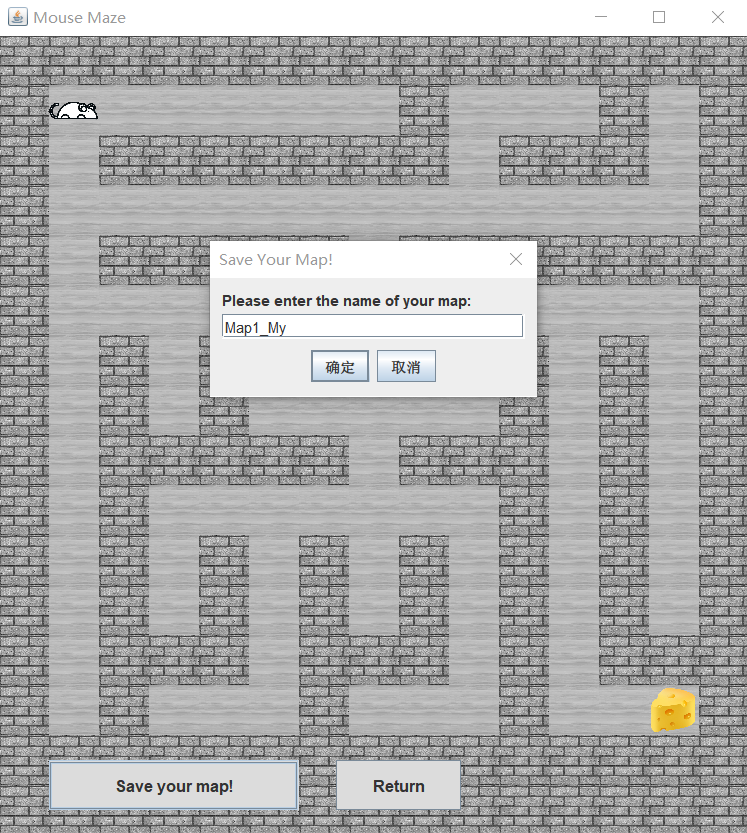 Mouse Maze
Save Your Map!
Please enter the name of your map:
Map1_My
确定 取消
Save your map! Return